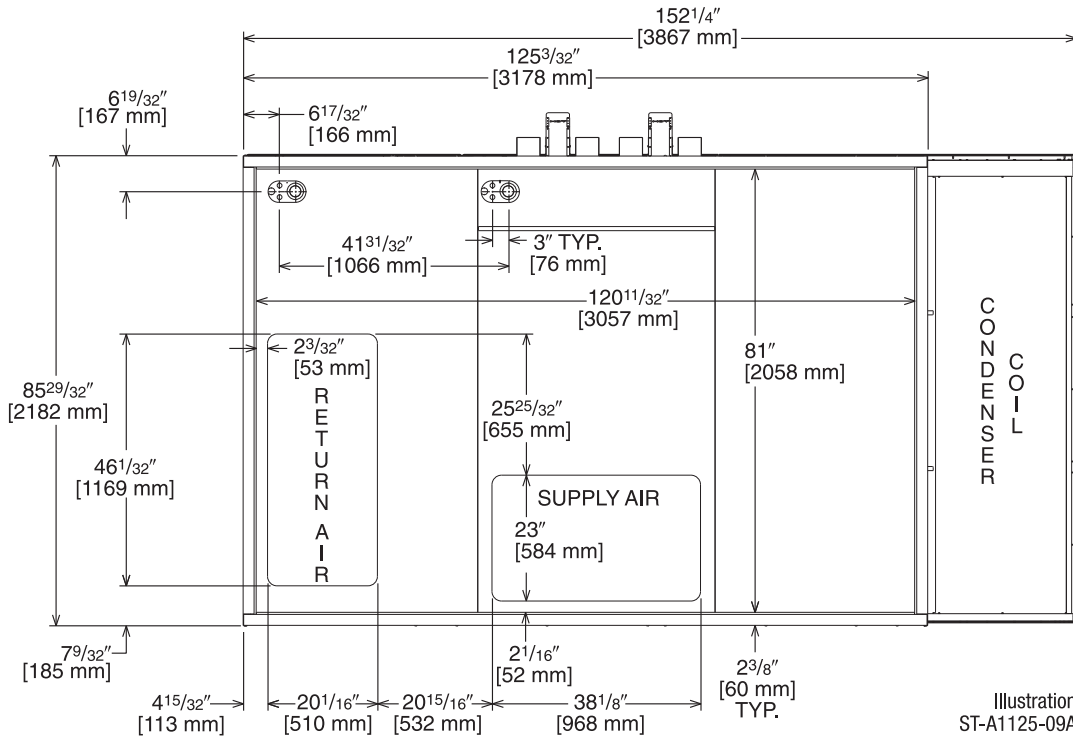 152 1/4″
[3867 mm]
125 3/32″
[3178 mm]
6 19/32″
[167 mm]
6 17/32″
[166 mm]
41 31/32″
[1066 mm]
3″ TYP.
[76 mm]
120 11/32″
[3057 mm]
2 3/32″
[53 mm]
85 29/32″
[2182 mm]
81″
[2058 mm]
25 25/32″
[655 mm]
46 1/32″
[1169 mm]
RETURN AIR
SUPPLY AIR
23″
[584 mm]
CONDENSER
COIL
7 9/32″
[185 mm]
2 1/16″
[52 mm]
2 3/8″
[60 mm]
TYP.
4 15/32″
[113 mm]
20 1/16″
[510 mm]
20 15/16″
[532 mm]
38 1/8″
[968 mm]
Illustration
ST-A1125-09A